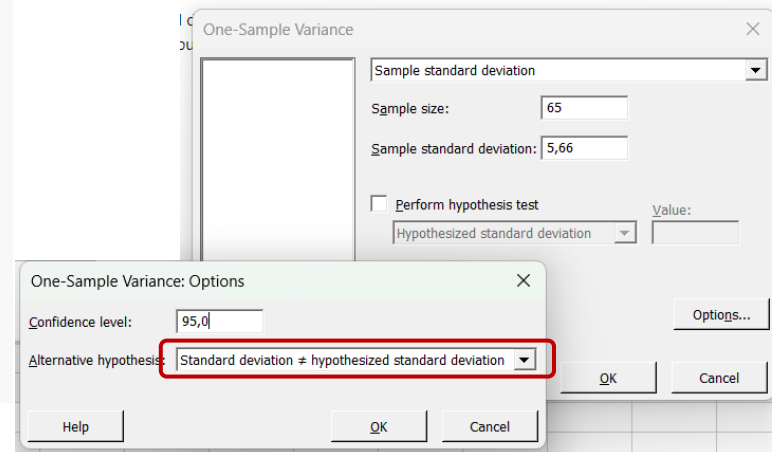 One-Sample Variance
Sample standard deviation
Sample size: 65
Sample standard deviation: 5,66
Perform hypothesis test
Value:
Hypothesized standard deviation
Options...
OK Cancel
One-Sample Variance: Options
Confidence level: 95,0
Alternative hypothesis: Standard deviation ≠ hypothesized standard deviation
Help OK Cancel